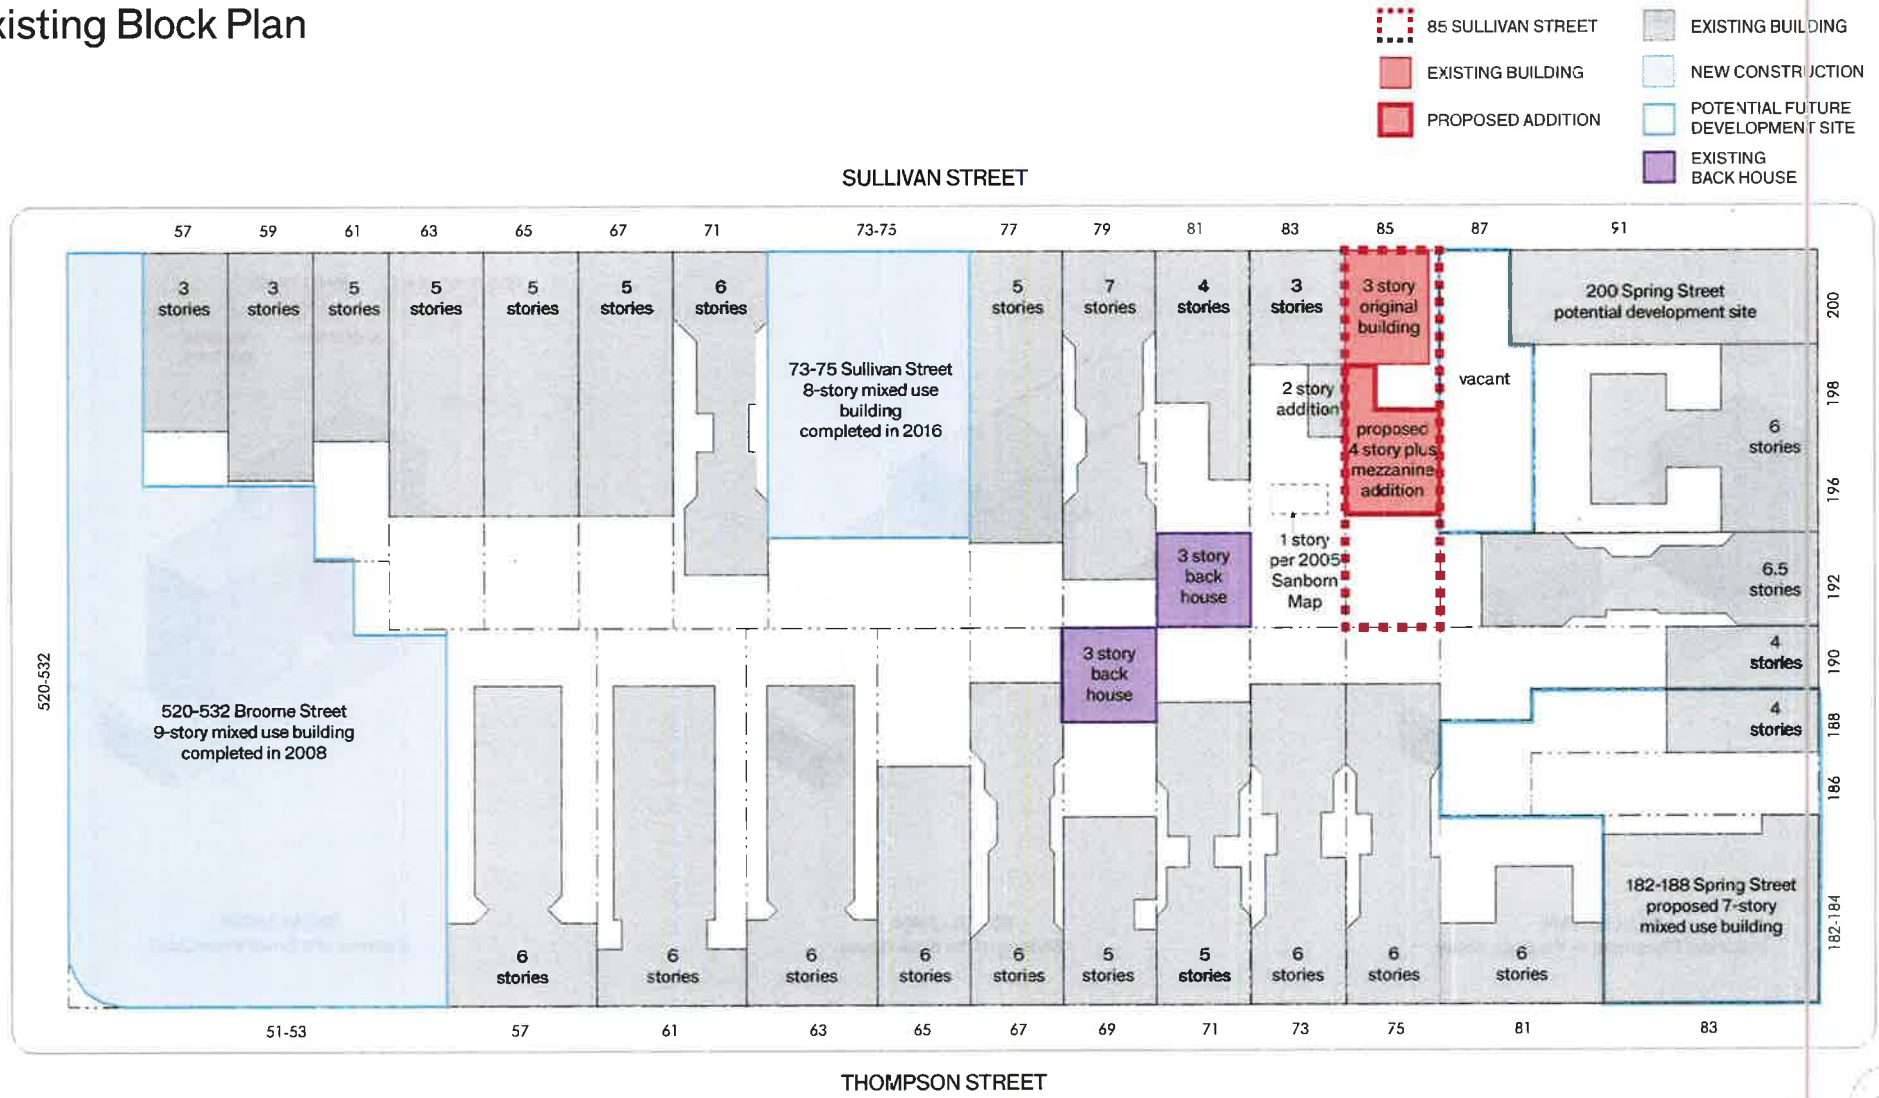 xisting Block Plan
85 SULLIVAN STREET
EXISTING BUILDING
PROPOSED ADDITION
EXISTING BUILDING
NEW CONSTRUCTION
POTENTIAL FUTURE
DEVELOPMENT SITE
EXISTING
BACK HOUSE
SULLIVAN STREET
57
59
61
63
65
67
71
73-75
77
79
81
83
85
87
91
3
stories
3
stories
5
stories
5
stories
5
stories
5
stories
6
stories
73-75 Sullivan Street
8-story mixed use
building
completed in 2016
5
stories
7
stories
4
stories
3
stories
2 story
addition
3 story
original
building
proposed
4 story plus
mezzanine
addition
vacant
200 Spring Street
potential development site
200
198
196
192
190
188
186
182-184
6
stories
6.5
stories
4
stories
4
stories
1 story
per 2005
Sanborn
Map
3 story
back
house
3 story
back
house
520-532
520-532 Broome Street
9-story mixed use building
completed in 2008
182-188 Spring Street
proposed 7-story
mixed use building
6
stories
6
stories
6
stories
6
stories
6
stories
5
stories
5
stories
6
stories
6
stories
6
stories
51-53
57
61
63
65
67
69
71
73
75
81
83
THOMPSON STREET